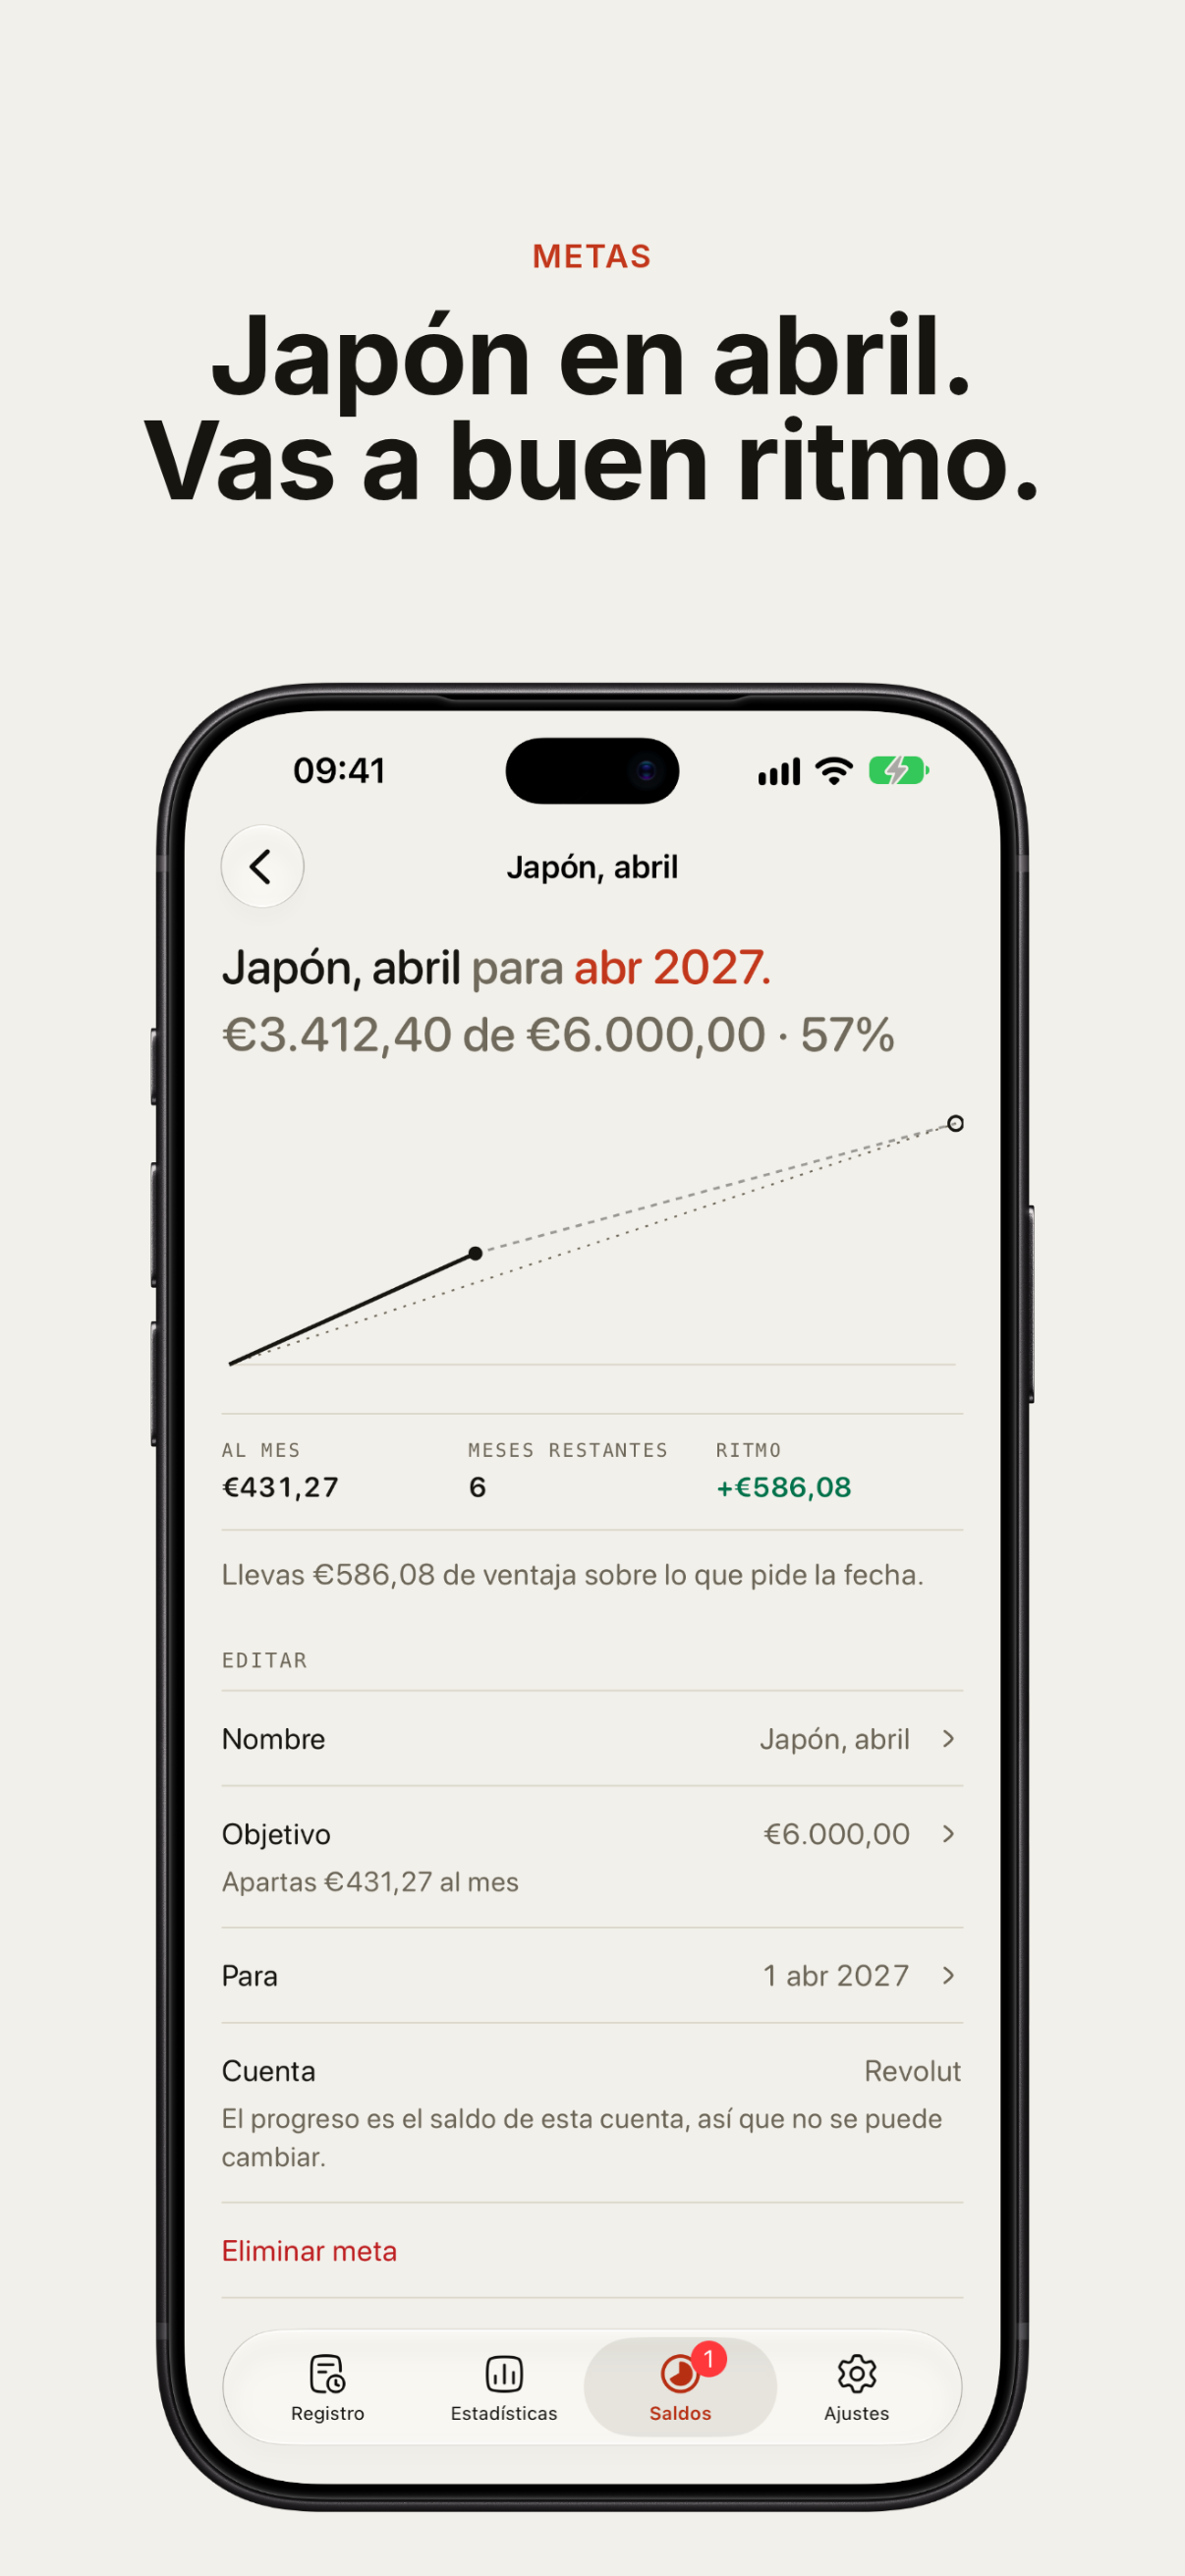 METAS
Japón en abril.
Vas a buen ritmo.
09:41
Japón, abril
Japón, abril para abr 2027.
€3.412,40 de €6.000,00 · 57%
AL MES MESES RESTANTES RITMO
€431,27 6 +€586,08
Llevas €586,08 de ventaja sobre lo que pide la fecha.
EDITAR
Nombre Japón, abril
Objetivo €6.000,00
Apartas €431,27 al mes
Para 1 abr 2027
Cuenta Revolut
El progreso es el saldo de esta cuenta, así que no se puede
cambiar.
Eliminar meta
1
Registro Estadísticas Saldos Ajustes